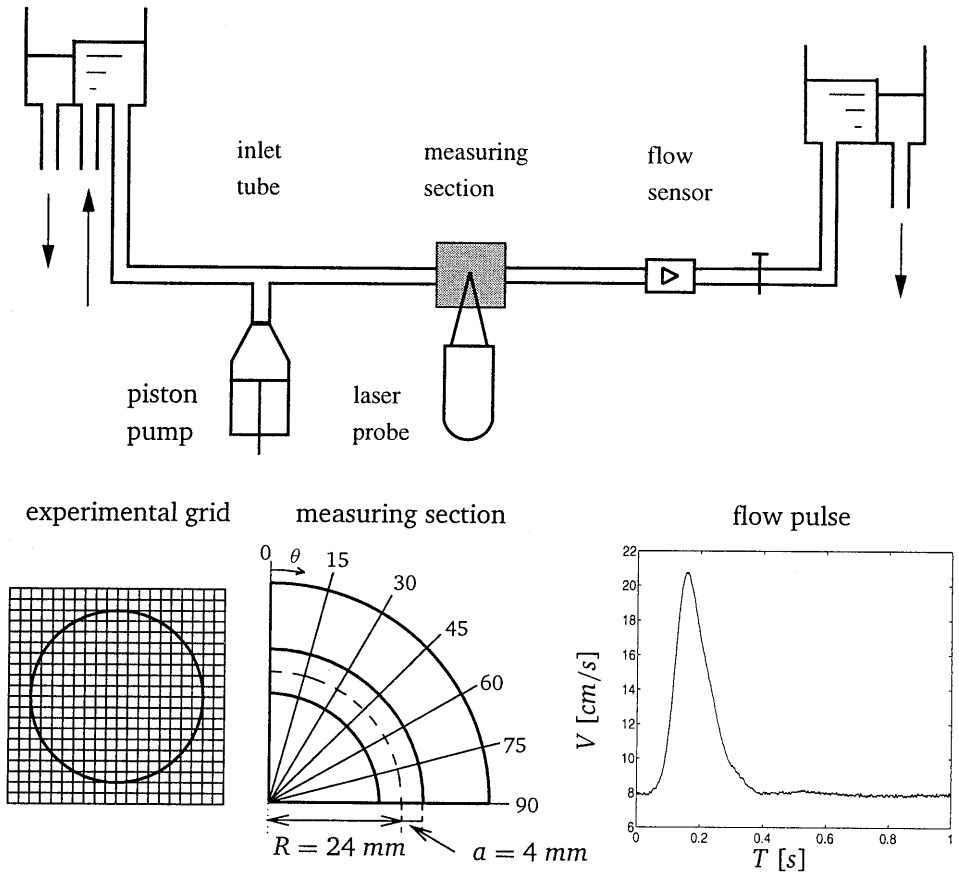 inlet
tube
measuring
section
flow
sensor
piston
pump
laser
probe
experimental grid
measuring section
flow pulse
0
θ
15
30
45
60
75
90
R = 24 mm
a = 4 mm
22
20
18
16
14
12
10
8
6
V [cm/s]
0
0.2
0.4
0.6
0.8
1
T [s]